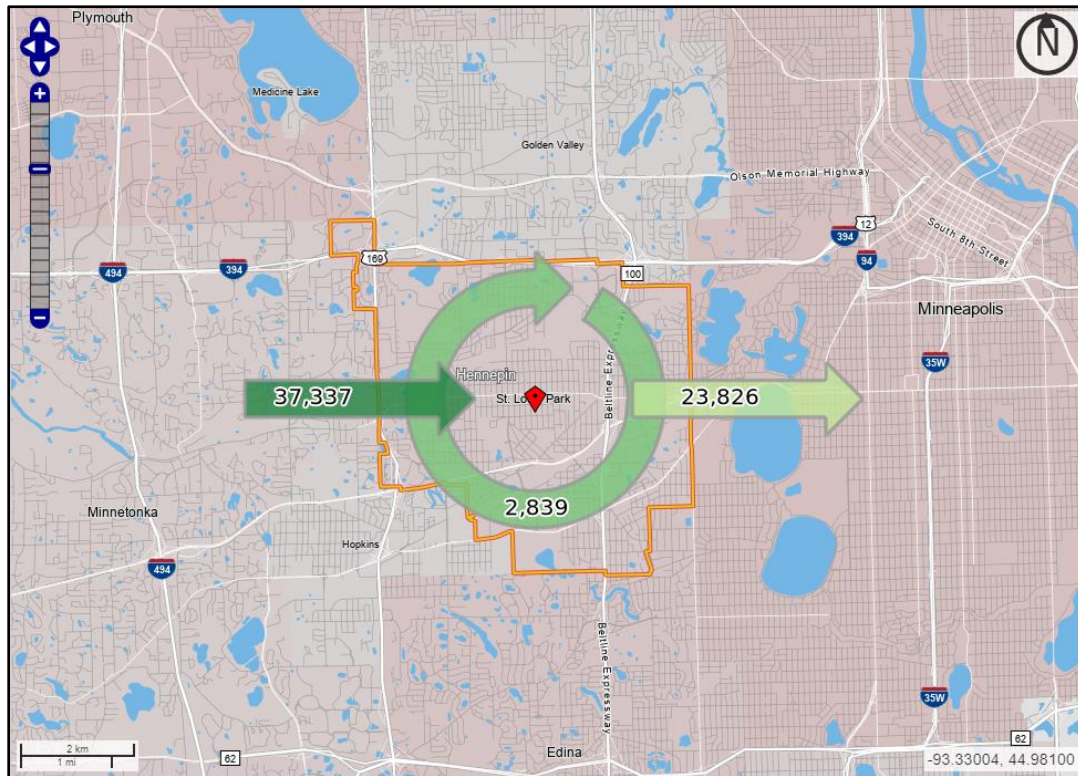 Plymouth
N
Medicine Lake
Golden Valley
Olson Memorial Highway
South 8th Street
12
394
94
169
100
494
394
Minneapolis
35W
Hennepin
Beltline Expressway
37,337
St. Louis Park
23,826
2,839
Minnetonka
Hopkins
494
Beltline Expressway
35W
Edina
62
62
2 km
1 mi
-93.33004, 44.98100